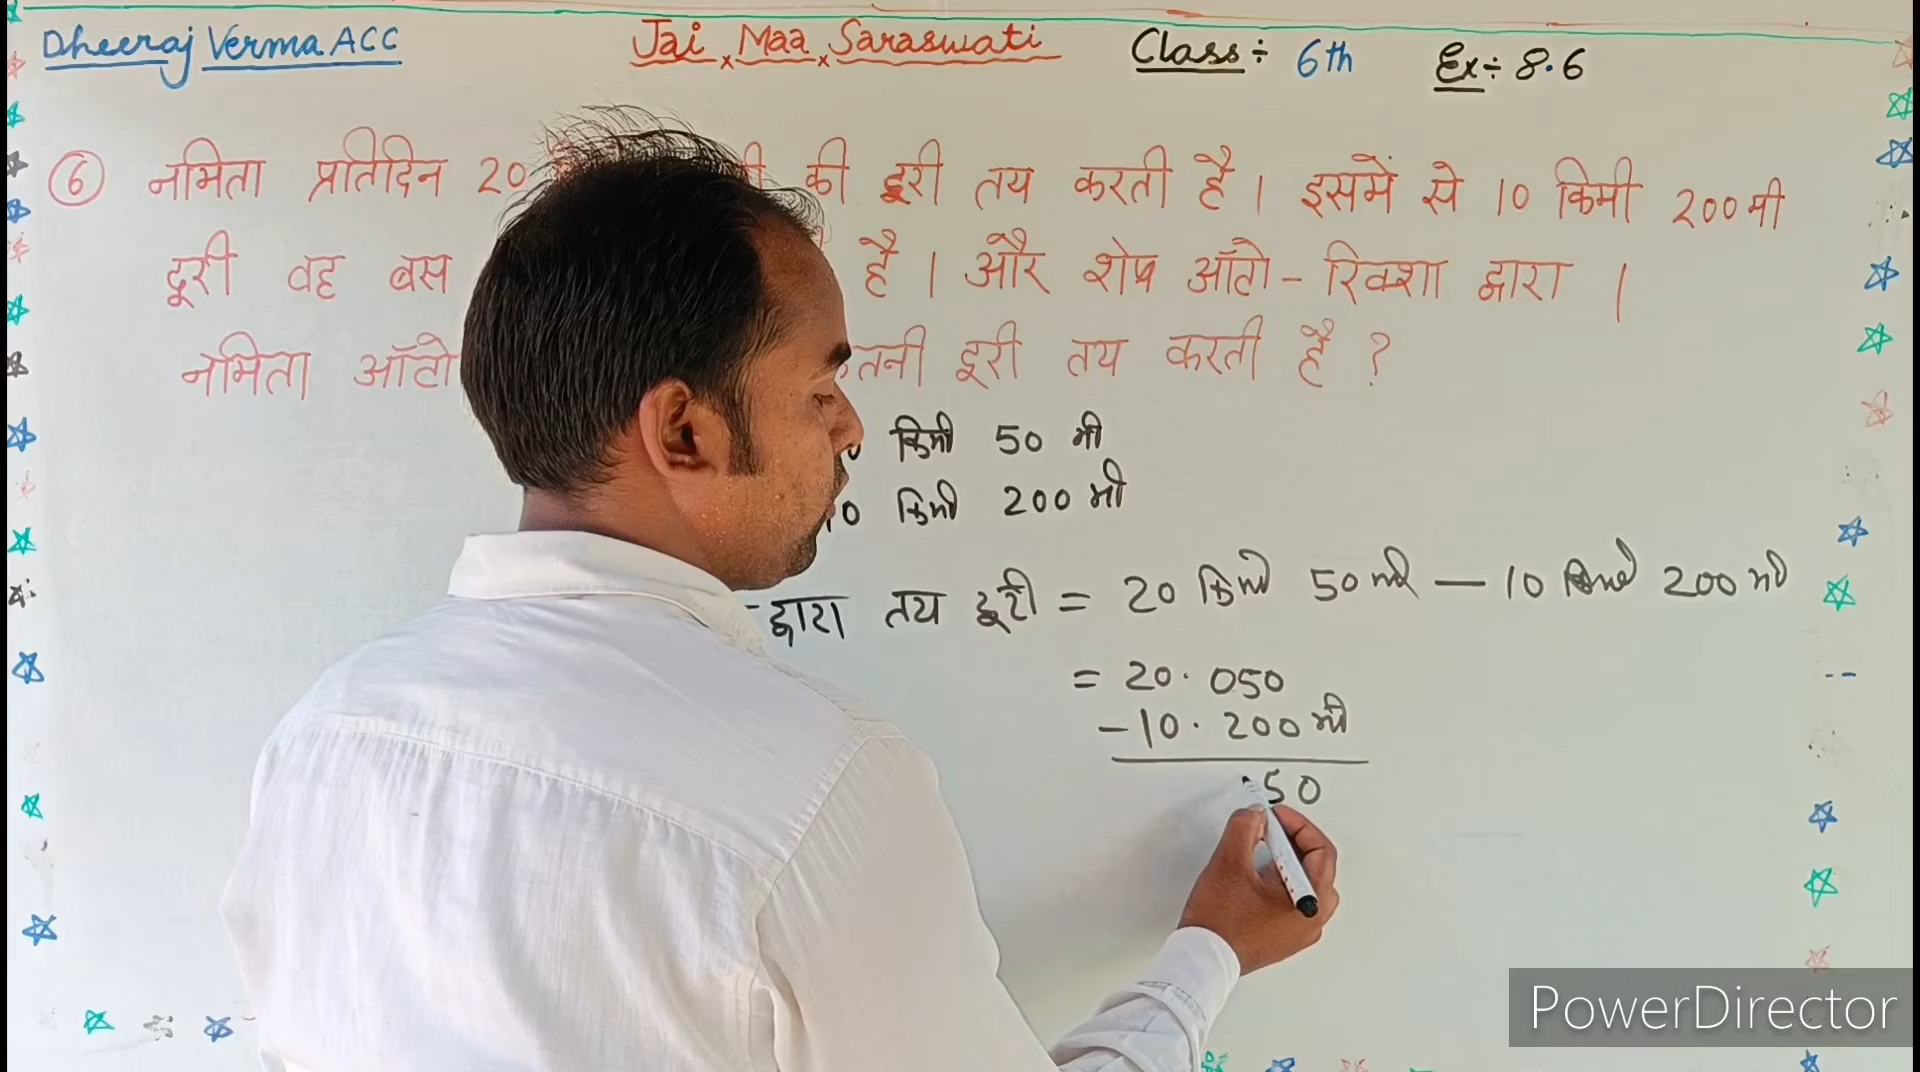 Dheeraj Verma ACC Jai x Maa x Saraswati Class ÷ 6th Ex ÷ 8.6
6 नमिता प्रतिदिन 20 की दूरी तय करती है । इसमें से 10 किमी 200 मी
दूरी वह बस है । और शेष ऑटो - रिक्शा द्वारा ।
नमिता ऑटो दूरी तय करती है ?
किमी 50 मी
10 किमी 200 मी
द्वारा तय दूरी = 20 किमी 50 मी — 10 किमी 200 मी
= 20.050
- 10.200 मी
50
PowerDirector